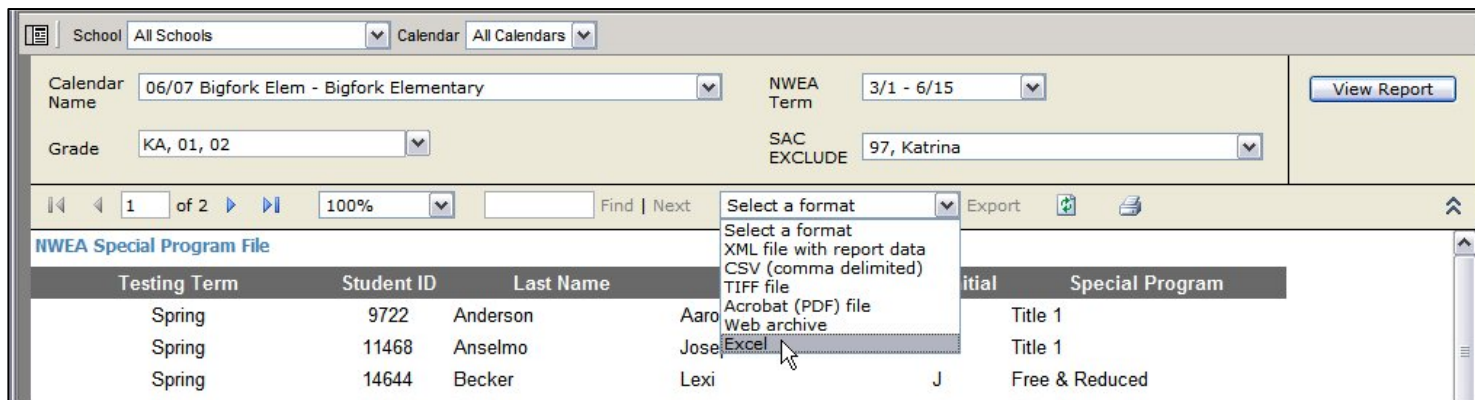 School All Schools Calendar All Calendars
Calendar Name 06/07 Bigfork Elem - Bigfork Elementary NWEA Term 3/1 - 6/15 View Report
Grade KA, 01, 02 SAC EXCLUDE 97, Katrina
1 of 2 100% Find | Next Select a format Export
Select a format
XML file with report data
CSV (comma delimited)
TIFF file
Acrobat (PDF) file
Web archive
Excel
NWEA Special Program File
Testing Term Student ID Last Name itial Special Program
Spring 9722 Anderson Aaro Title 1
Spring 11468 Anselmo Jose Title 1
Spring 14644 Becker Lexi J Free & Reduced